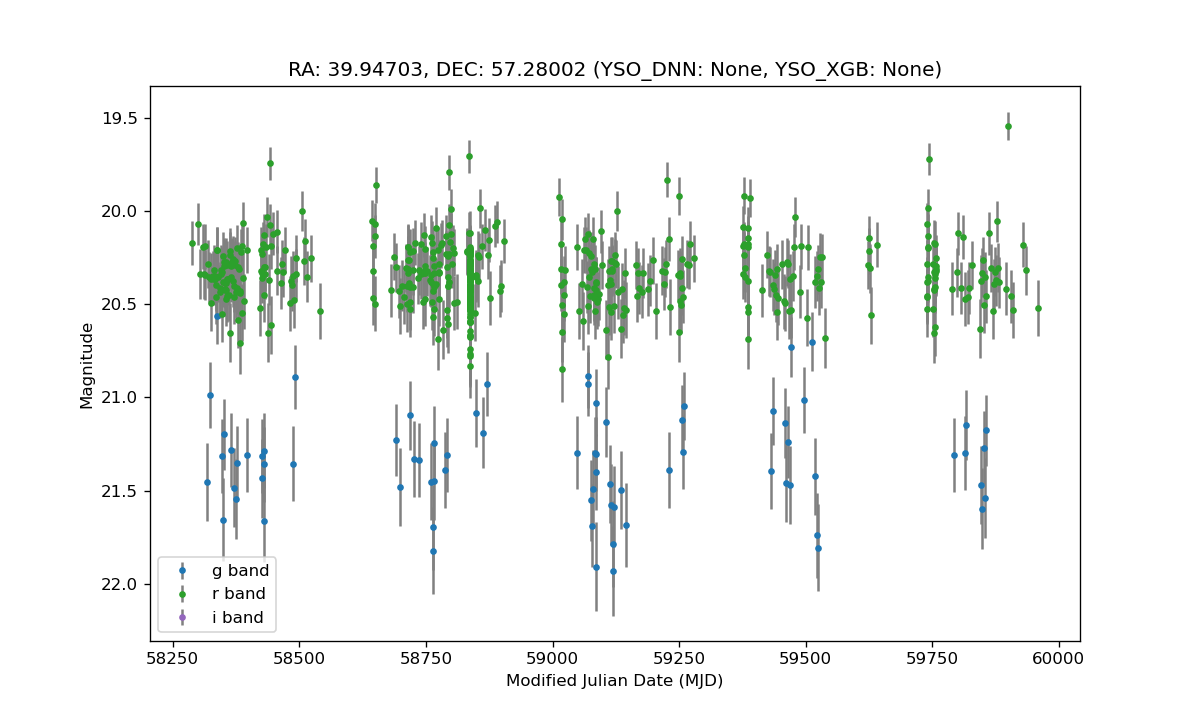 RA: 39.94703, DEC: 57.28002 (YSO_DNN: None, YSO_XGB: None)
19.5
20.0
20.5
21.0
21.5
22.0
Magnitude
g band
r band
i band
58250 58500 58750 59000 59250 59500 59750 60000
Modified Julian Date (MJD)